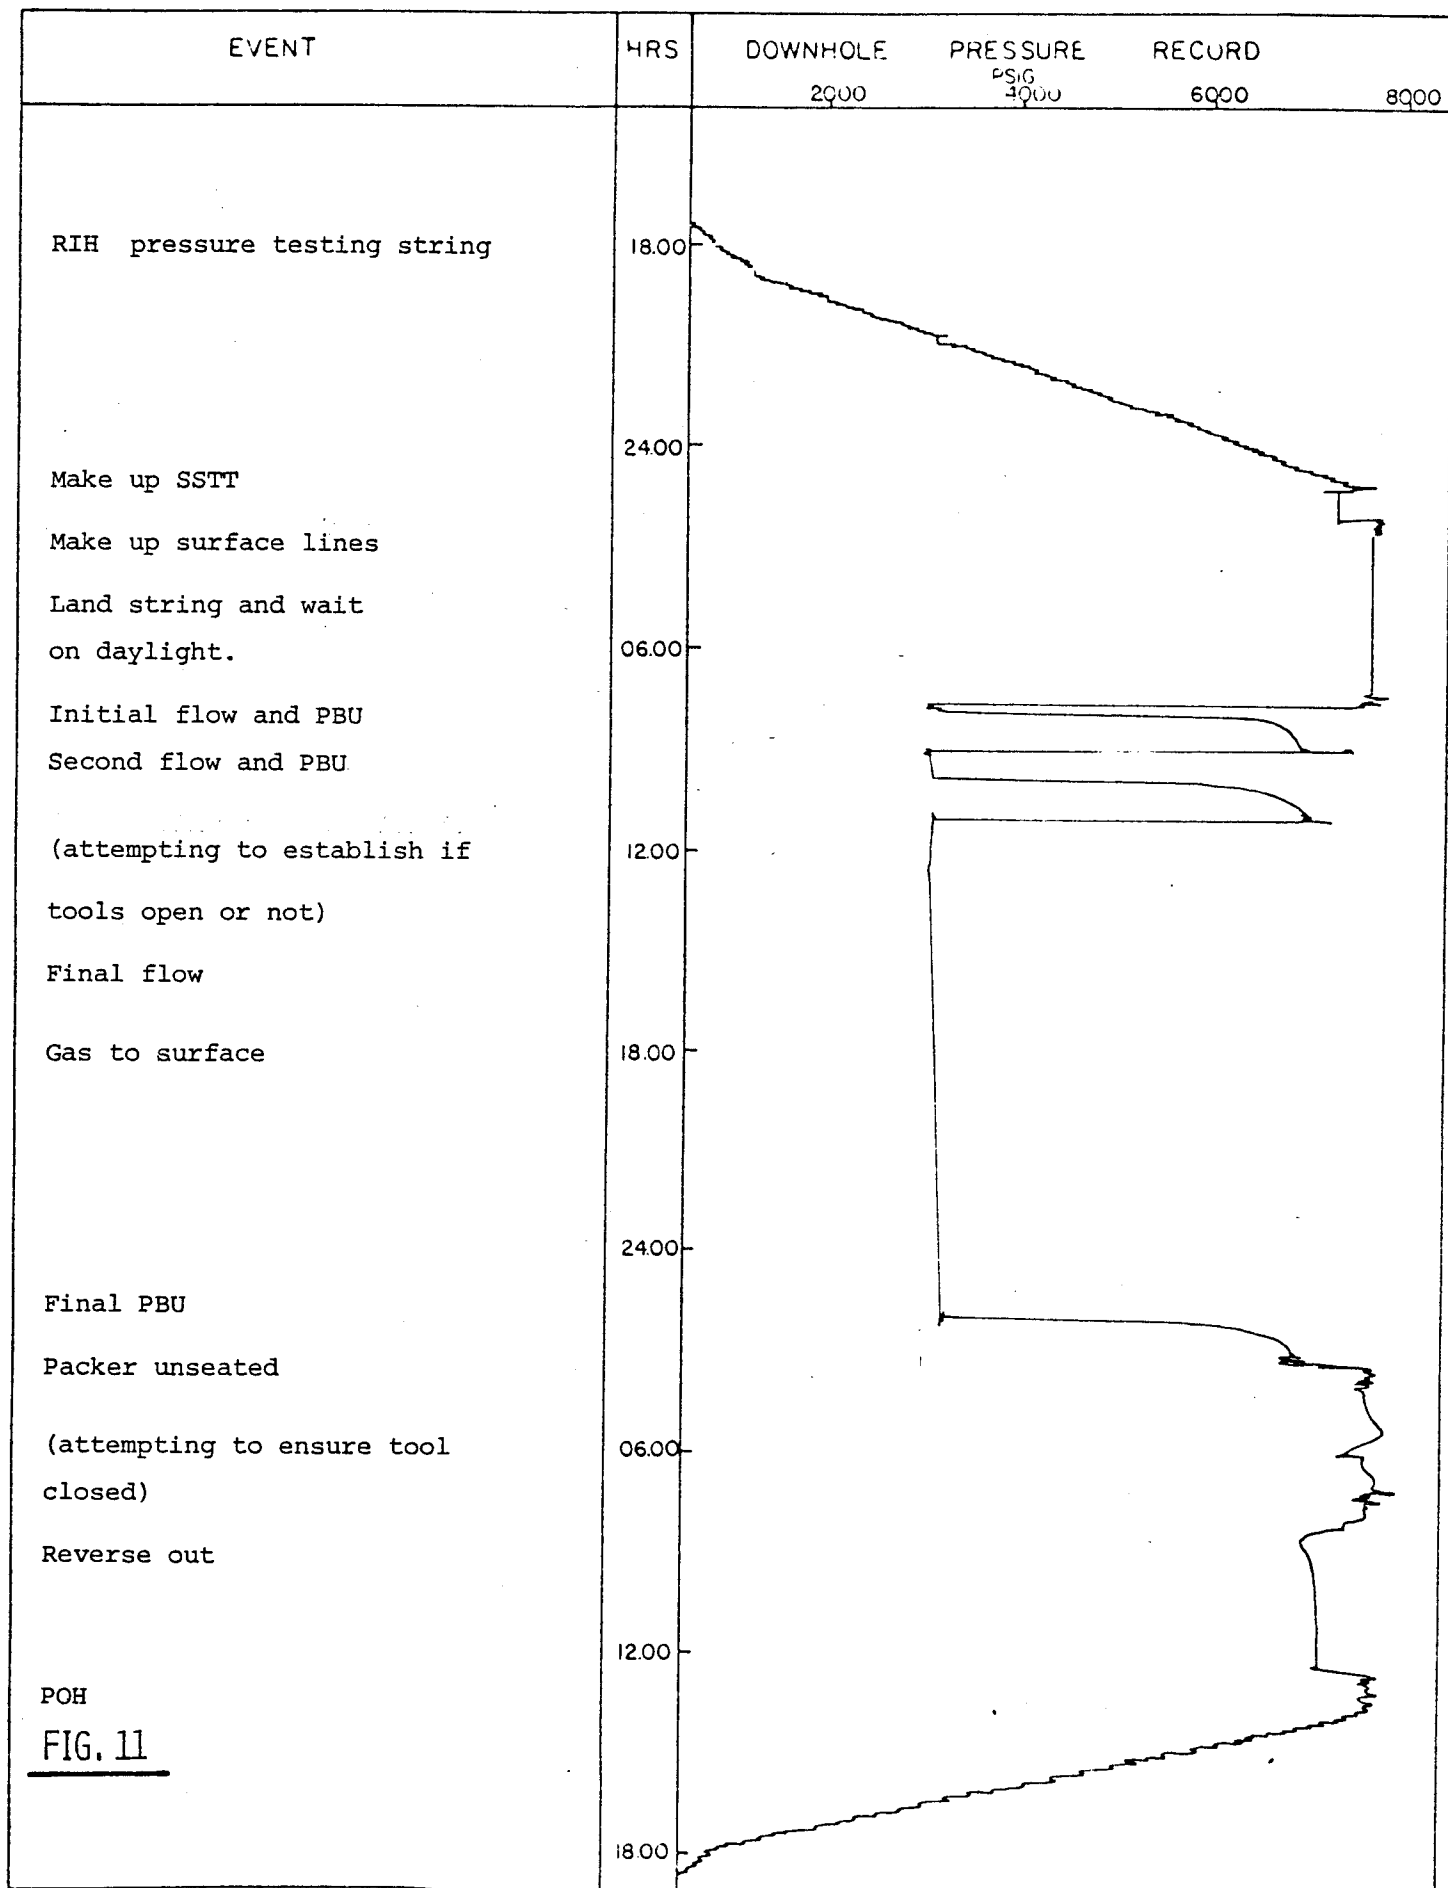 EVENT HRS DOWNHOLE PRESSURE RECORD
PSIG
2000 4000 6000 8000
RIH pressure testing string 18.00
24.00
Make up SSTT
Make up surface lines
Land string and wait
on daylight. 06.00
Initial flow and PBU
Second flow and PBU
(attempting to establish if 12.00
tools open or not)
Final flow
Gas to surface 18.00
24.00
Final PBU
Packer unseated
(attempting to ensure tool 06.00
closed)
Reverse out
12.00
POH
FIG. 11
18.00